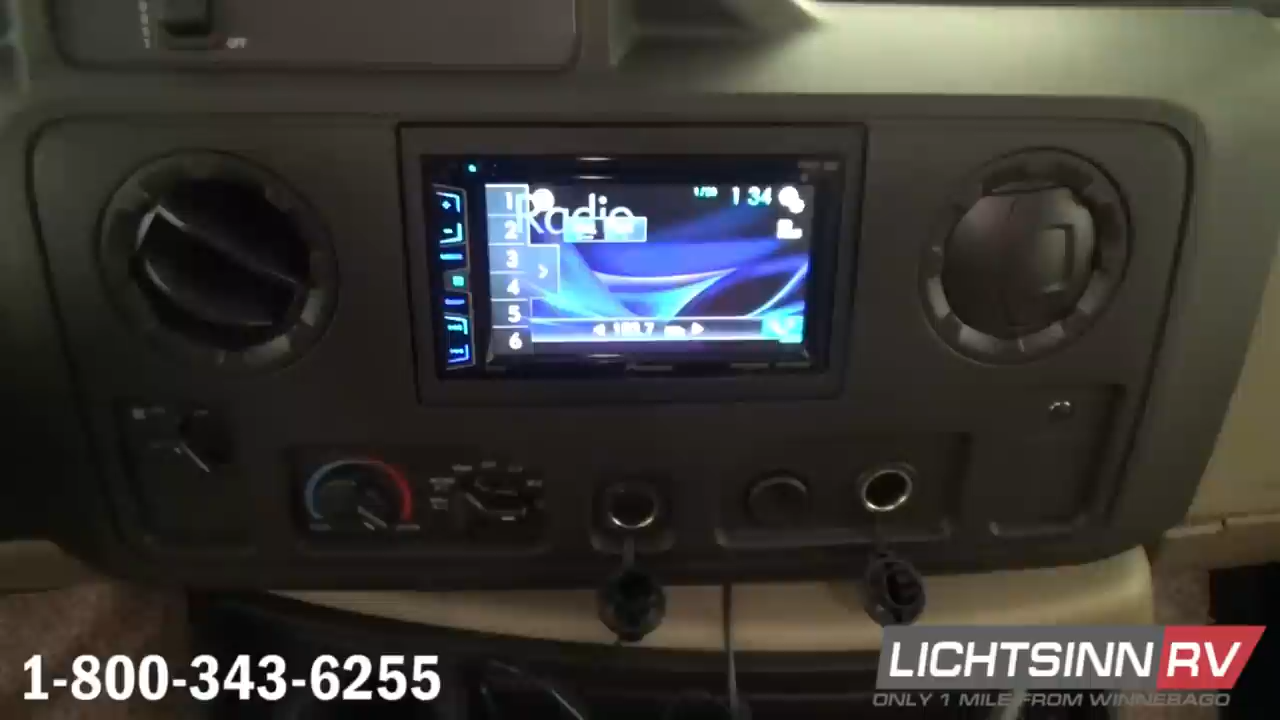 OFF
1
Radio
1 34
2
3
4
5
6
1-800-343-6255
LICHTSINN RV
ONLY 1 MILE FROM WINNEBAGO